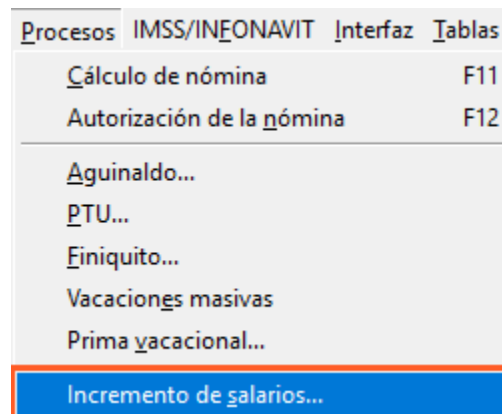 Procesos IMSS/INFONAVIT Interfaz Tablas
Cálculo de nómina F11
Autorización de la nómina F12
Aguinaldo...
PTU...
Finiquito...
Vacaciones masivas
Prima vacacional...
Incremento de salarios...